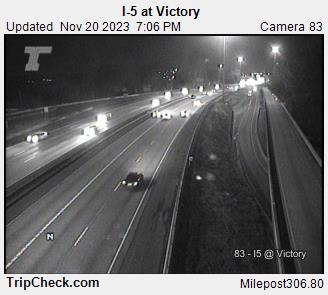 I-5 at Victory
Updated Nov 20 2023 7:06 PM Camera 83
T
N
83 - I5 @ Victory
TripCheck.com Milepost306.80